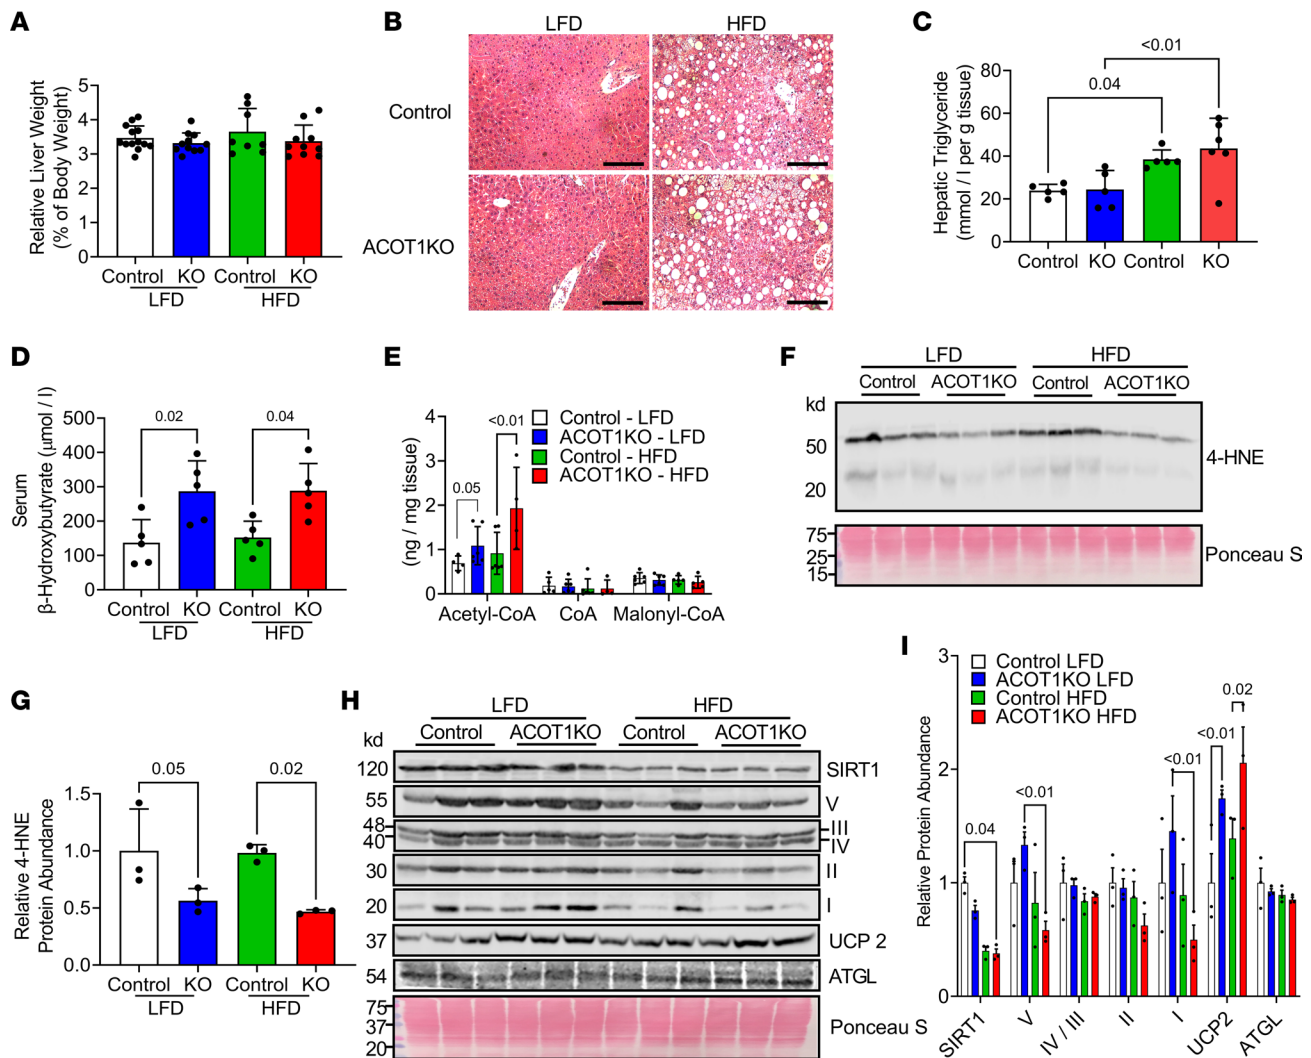 A
Relative Liver Weight
(% of Body Weight)
5
4
3
2
1
0
Control KO Control KO
LFD HFD
B
LFD HFD
Control
ACOT1KO
C
Hepatic Triglyceride
(mmol / l per g tissue)
80
60
40
20
0
0.04
<0.01
Control KO Control KO
D
Serum
β-Hydroxybutyrate (μmol / l)
500
400
300
200
100
0
0.02 0.04
Control KO Control KO
LFD HFD
E
(ng / mg tissue)
4
3
2
1
0
0.05
<0.01
Control - LFD
ACOT1KO - LFD
Control - HFD
ACOT1KO - HFD
Acetyl-CoA CoA Malonyl-CoA
F
LFD HFD
Control ACOT1KO Control ACOT1KO
kd
50
20
4-HNE
75
25
15
Ponceau S
G
Relative 4-HNE
Protein Abundance
1.5
1.0
0.5
0.0
0.05 0.02
Control KO Control KO
LFD HFD
H
LFD HFD
Control ACOT1KO Control ACOT1KO
kd
120 SIRT1
55 V
48 III
40 IV
30 II
20 I
37 UCP 2
54 ATGL
75
37
20
Ponceau S
I
Relative Protein Abundance
3
2
1
0
Control LFD
ACOT1KO LFD
Control HFD
ACOT1KO HFD
0.04
<0.01
<0.01
<0.01
0.02
SIRT1 V IV / III II I UCP2 ATGL